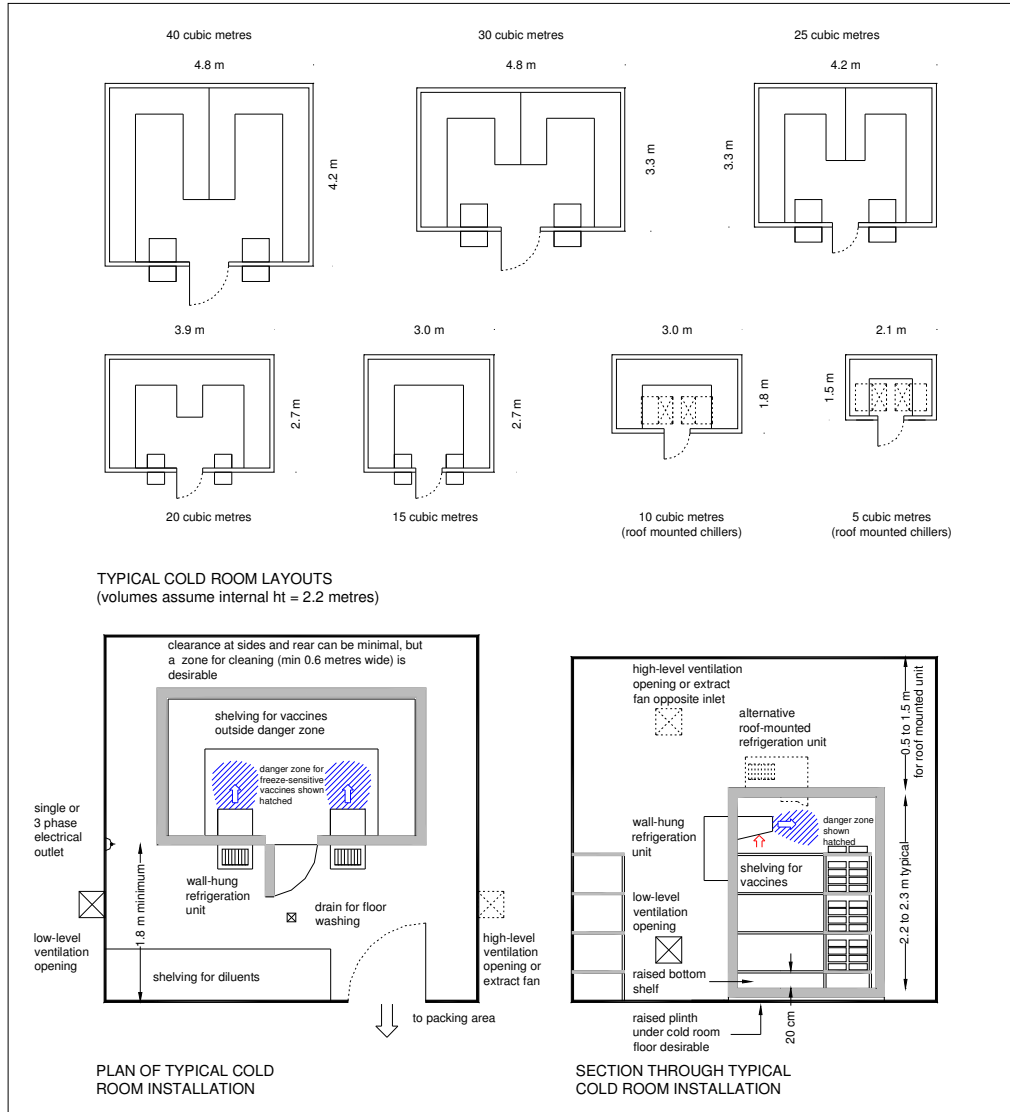 40 cubic metres
30 cubic metres
25 cubic metres
4.8 m
4.8 m
4.2 m
4.2 m
3.3 m
3.3 m
3.9 m
3.0 m
3.0 m
2.1 m
2.7 m
2.7 m
1.8 m
1.5 m
20 cubic metres
15 cubic metres
10 cubic metres
(roof mounted chillers)
5 cubic metres
(roof mounted chillers)
TYPICAL COLD ROOM LAYOUTS
(volumes assume internal ht = 2.2 metres)
clearance at sides and rear can be minimal, but
a zone for cleaning (min 0.6 metres wide) is
desirable
shelving for vaccines
outside danger zone
danger zone for
freeze-sensitive
vaccines shown
hatched
single or
3 phase
electrical
outlet
1.8 m minimum
wall-hung
refrigeration
unit
drain for floor
washing
low-level
ventilation
opening
high-level
ventilation
opening or
extract fan
shelving for diluents
to packing area
PLAN OF TYPICAL COLD
ROOM INSTALLATION
high-level ventilation
opening or extract
fan opposite inlet
alternative
roof-mounted
refrigeration unit
0.5 to 1.5 m
for roof mounted unit
wall-hung
refrigeration
unit
danger zone
shown
hatched
shelving for
vaccines
2.2 to 2.3 m typical
low-level
ventilation
opening
raised bottom
shelf
20 cm
raised plinth
under cold room
floor desirable
SECTION THROUGH TYPICAL
COLD ROOM INSTALLATION